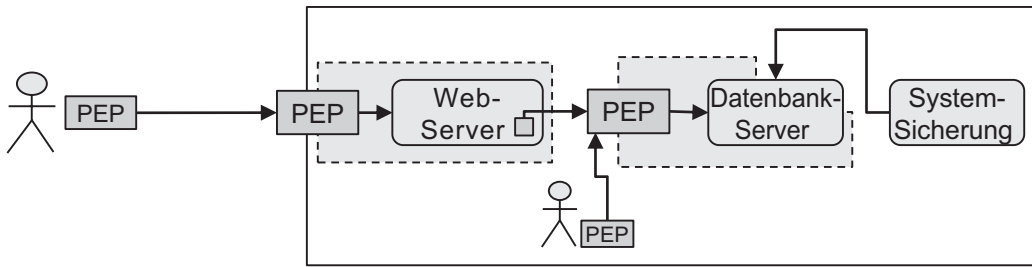 PEP
PEP
Web-
Server
PEP
Datenbank-
Server
System-
Sicherung
PEP